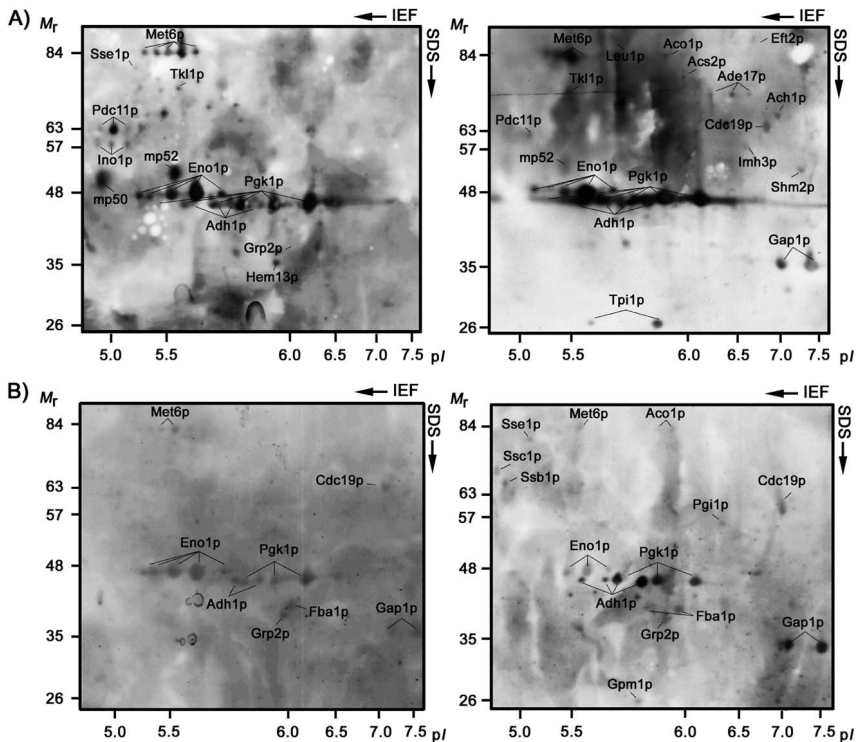 A)
Mr
IEF
SDS
Met6p
84
Sse1p
Tkl1p
Pdc11p
63
57
Ino1p
mp52
Eno1p
48
Pgk1p
mp50
Adh1p
Grp2p
35
Hem13p
26
5.0 5.5 6.0 6.5 7.0 7.5 pI
Mr
IEF
SDS
Eft2p
84
Met6p
Leu1p
Aco1p
Acs2p
Tkl1p
Ade17p
Ach1p
Pdc11p
63
Cdc19p
57
mp52
Imh3p
Eno1p
Pgk1p
Shm2p
48
Adh1p
Gap1p
35
Tpi1p
26
5.0 5.5 6.0 6.5 7.0 7.5 pI
B)
Mr
IEF
SDS
Met6p
84
Cdc19p
63
57
Eno1p
Pgk1p
48
Adh1p
Fba1p
Gap1p
Grp2p
35
26
5.0 5.5 6.0 6.5 7.0 7.5 pI
Mr
IEF
SDS
Sse1p
Met6p
Aco1p
84
Ssc1p
Ssb1p
Cdc19p
63
Pgi1p
57
Eno1p
Pgk1p
48
Adh1p
Fba1p
Gap1p
Grp2p
35
Gpm1p
26
5.0 5.5 6.0 6.5 7.0 7.5 pI